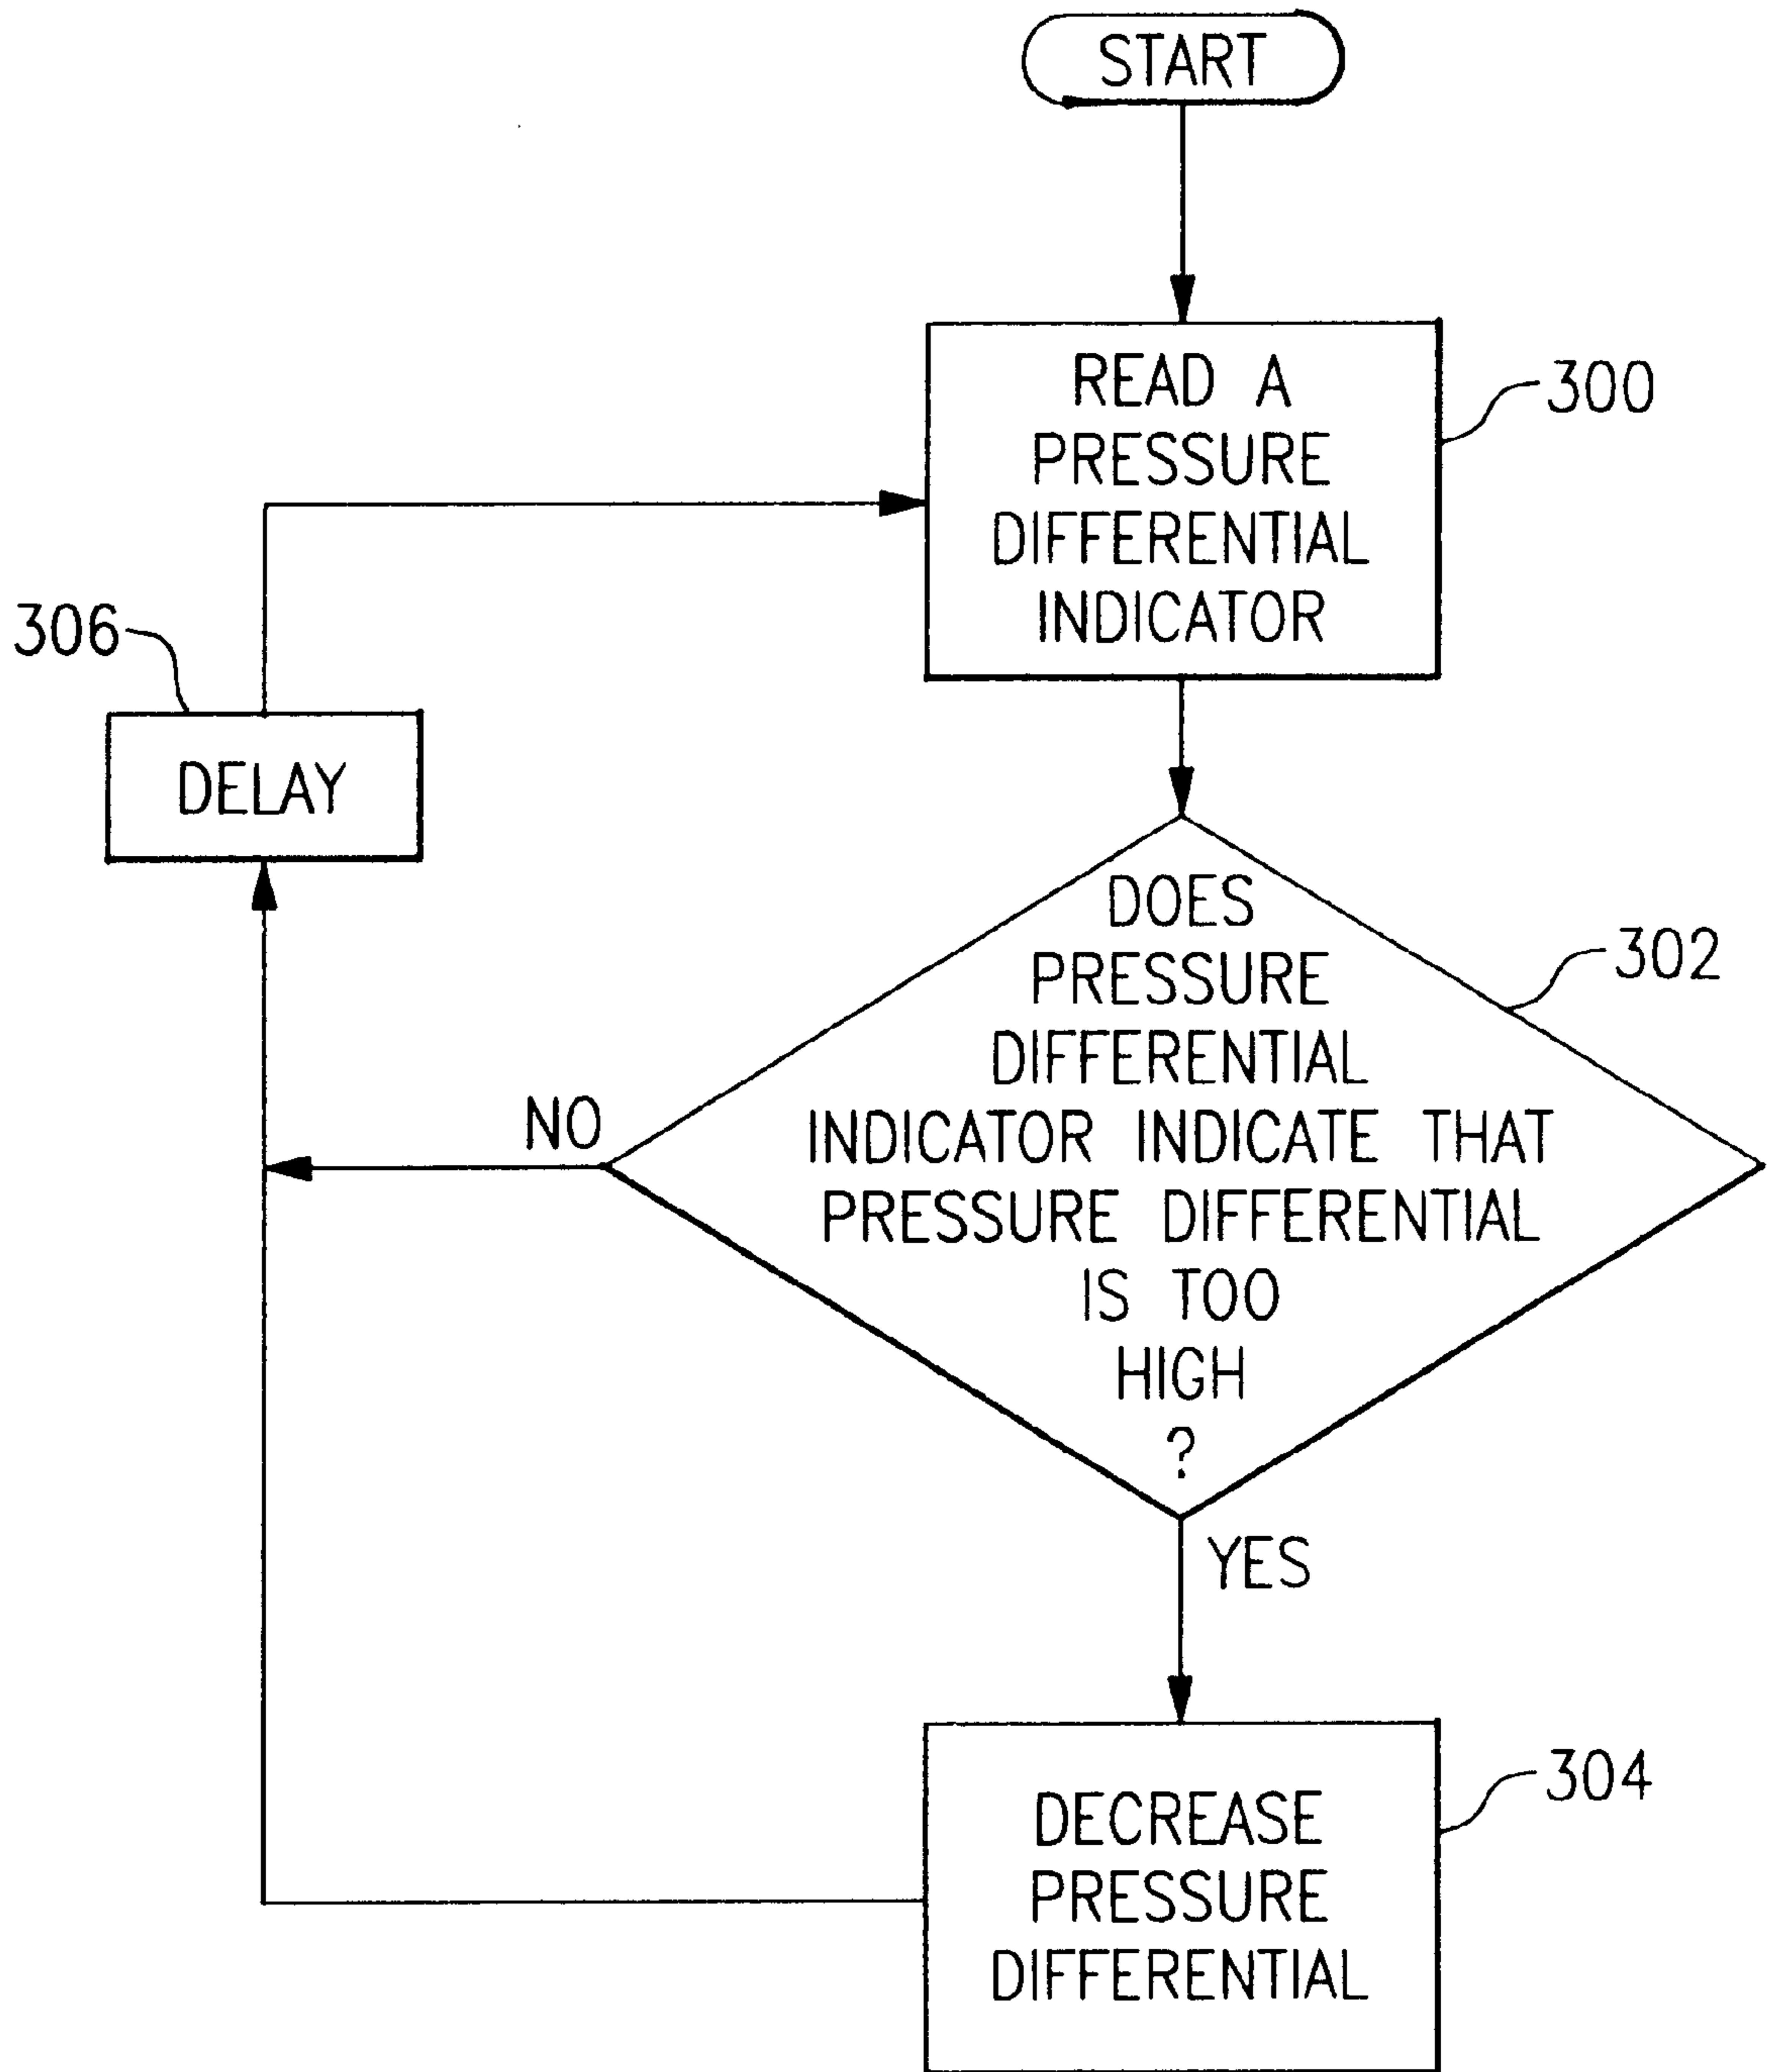 START
READ A
PRESSURE
DIFFERENTIAL
INDICATOR
300
306
DELAY
DOES
PRESSURE
DIFFERENTIAL
INDICATOR INDICATE THAT
PRESSURE DIFFERENTIAL
IS TOO
HIGH
?
302
NO
YES
DECREASE
PRESSURE
DIFFERENTIAL
304